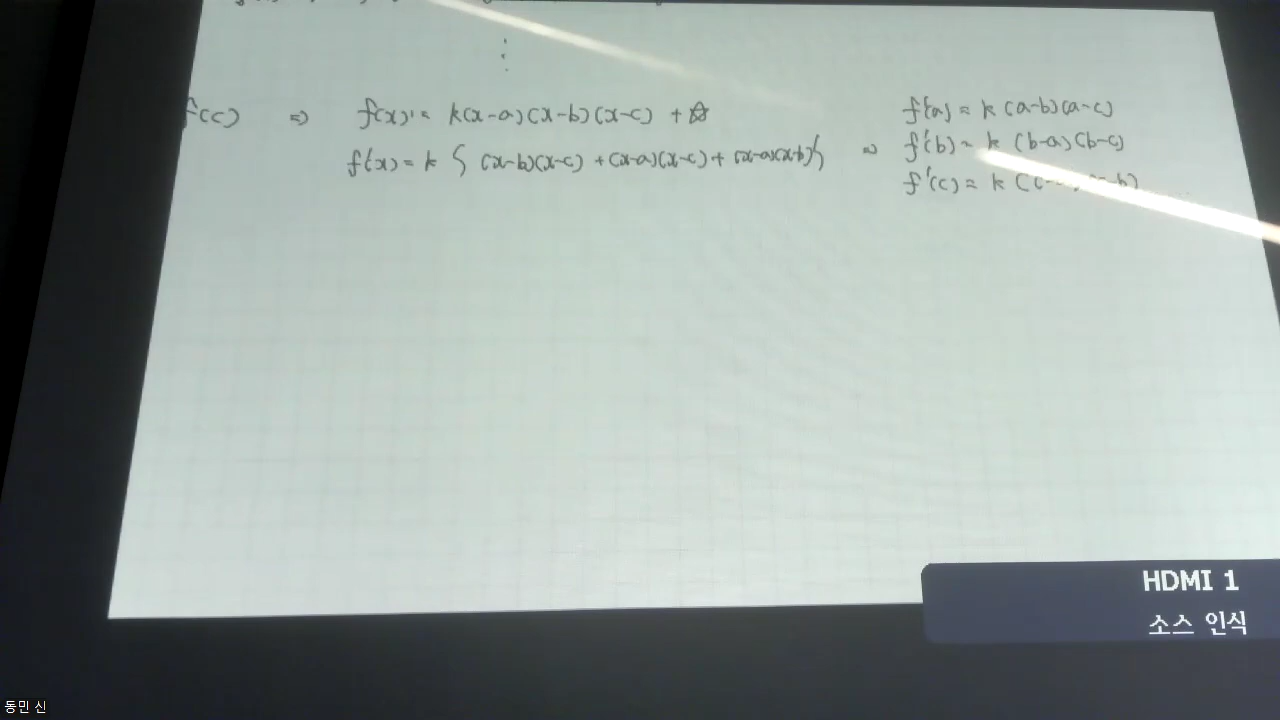 f(c) ⇒ f(x) = k(x-a)(x-b)(x-c) + ☆
f'(x) = k { (x-b)(x-c) + (x-a)(x-c) + (x-a)(x-b) } ⇒
f'(a) = k (a-b)(a-c)
f'(b) = k (b-a)(b-c)
f'(c) = k (c-b)
HDMI 1
소스 인식
동민 신